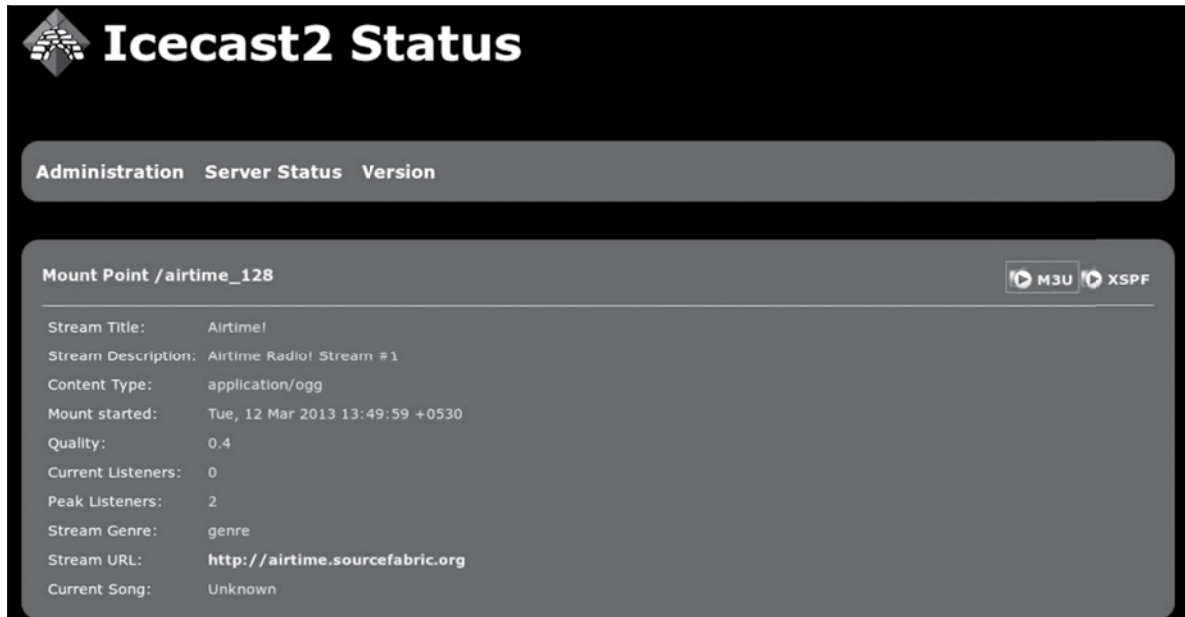 Icecast2 Status
Administration Server Status Version
Mount Point /airtime_128 M3U XSPF
Stream Title: Airtime!
Stream Description: Airtime Radio! Stream #1
Content Type: application/ogg
Mount started: Tue, 12 Mar 2013 13:49:59 +0530
Quality: 0.4
Current Listeners: 0
Peak Listeners: 2
Stream Genre: genre
Stream URL: http://airtime.sourcefabric.org
Current Song: Unknown